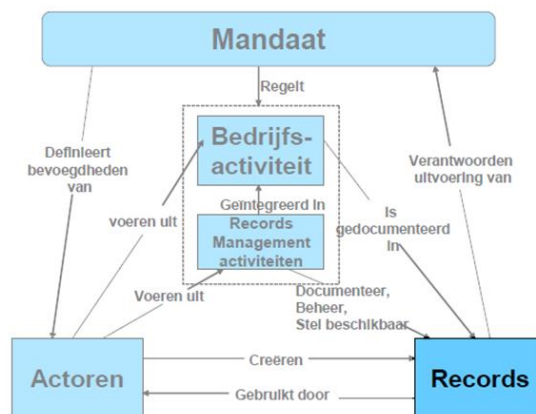 Mandaat
Regelt
Definieert
bevoegdheden
van
Bedrijfs-
activiteit
Verantwoorden
uitvoering van
voeren uit
Geïntegreerd in
Records
Management
activiteiten
Is
gedocumenteerd
in
Voeren uit
Documenteer,
Beheer,
Stel beschikbaar
Actoren
Creëren
Gebruikt door
Records